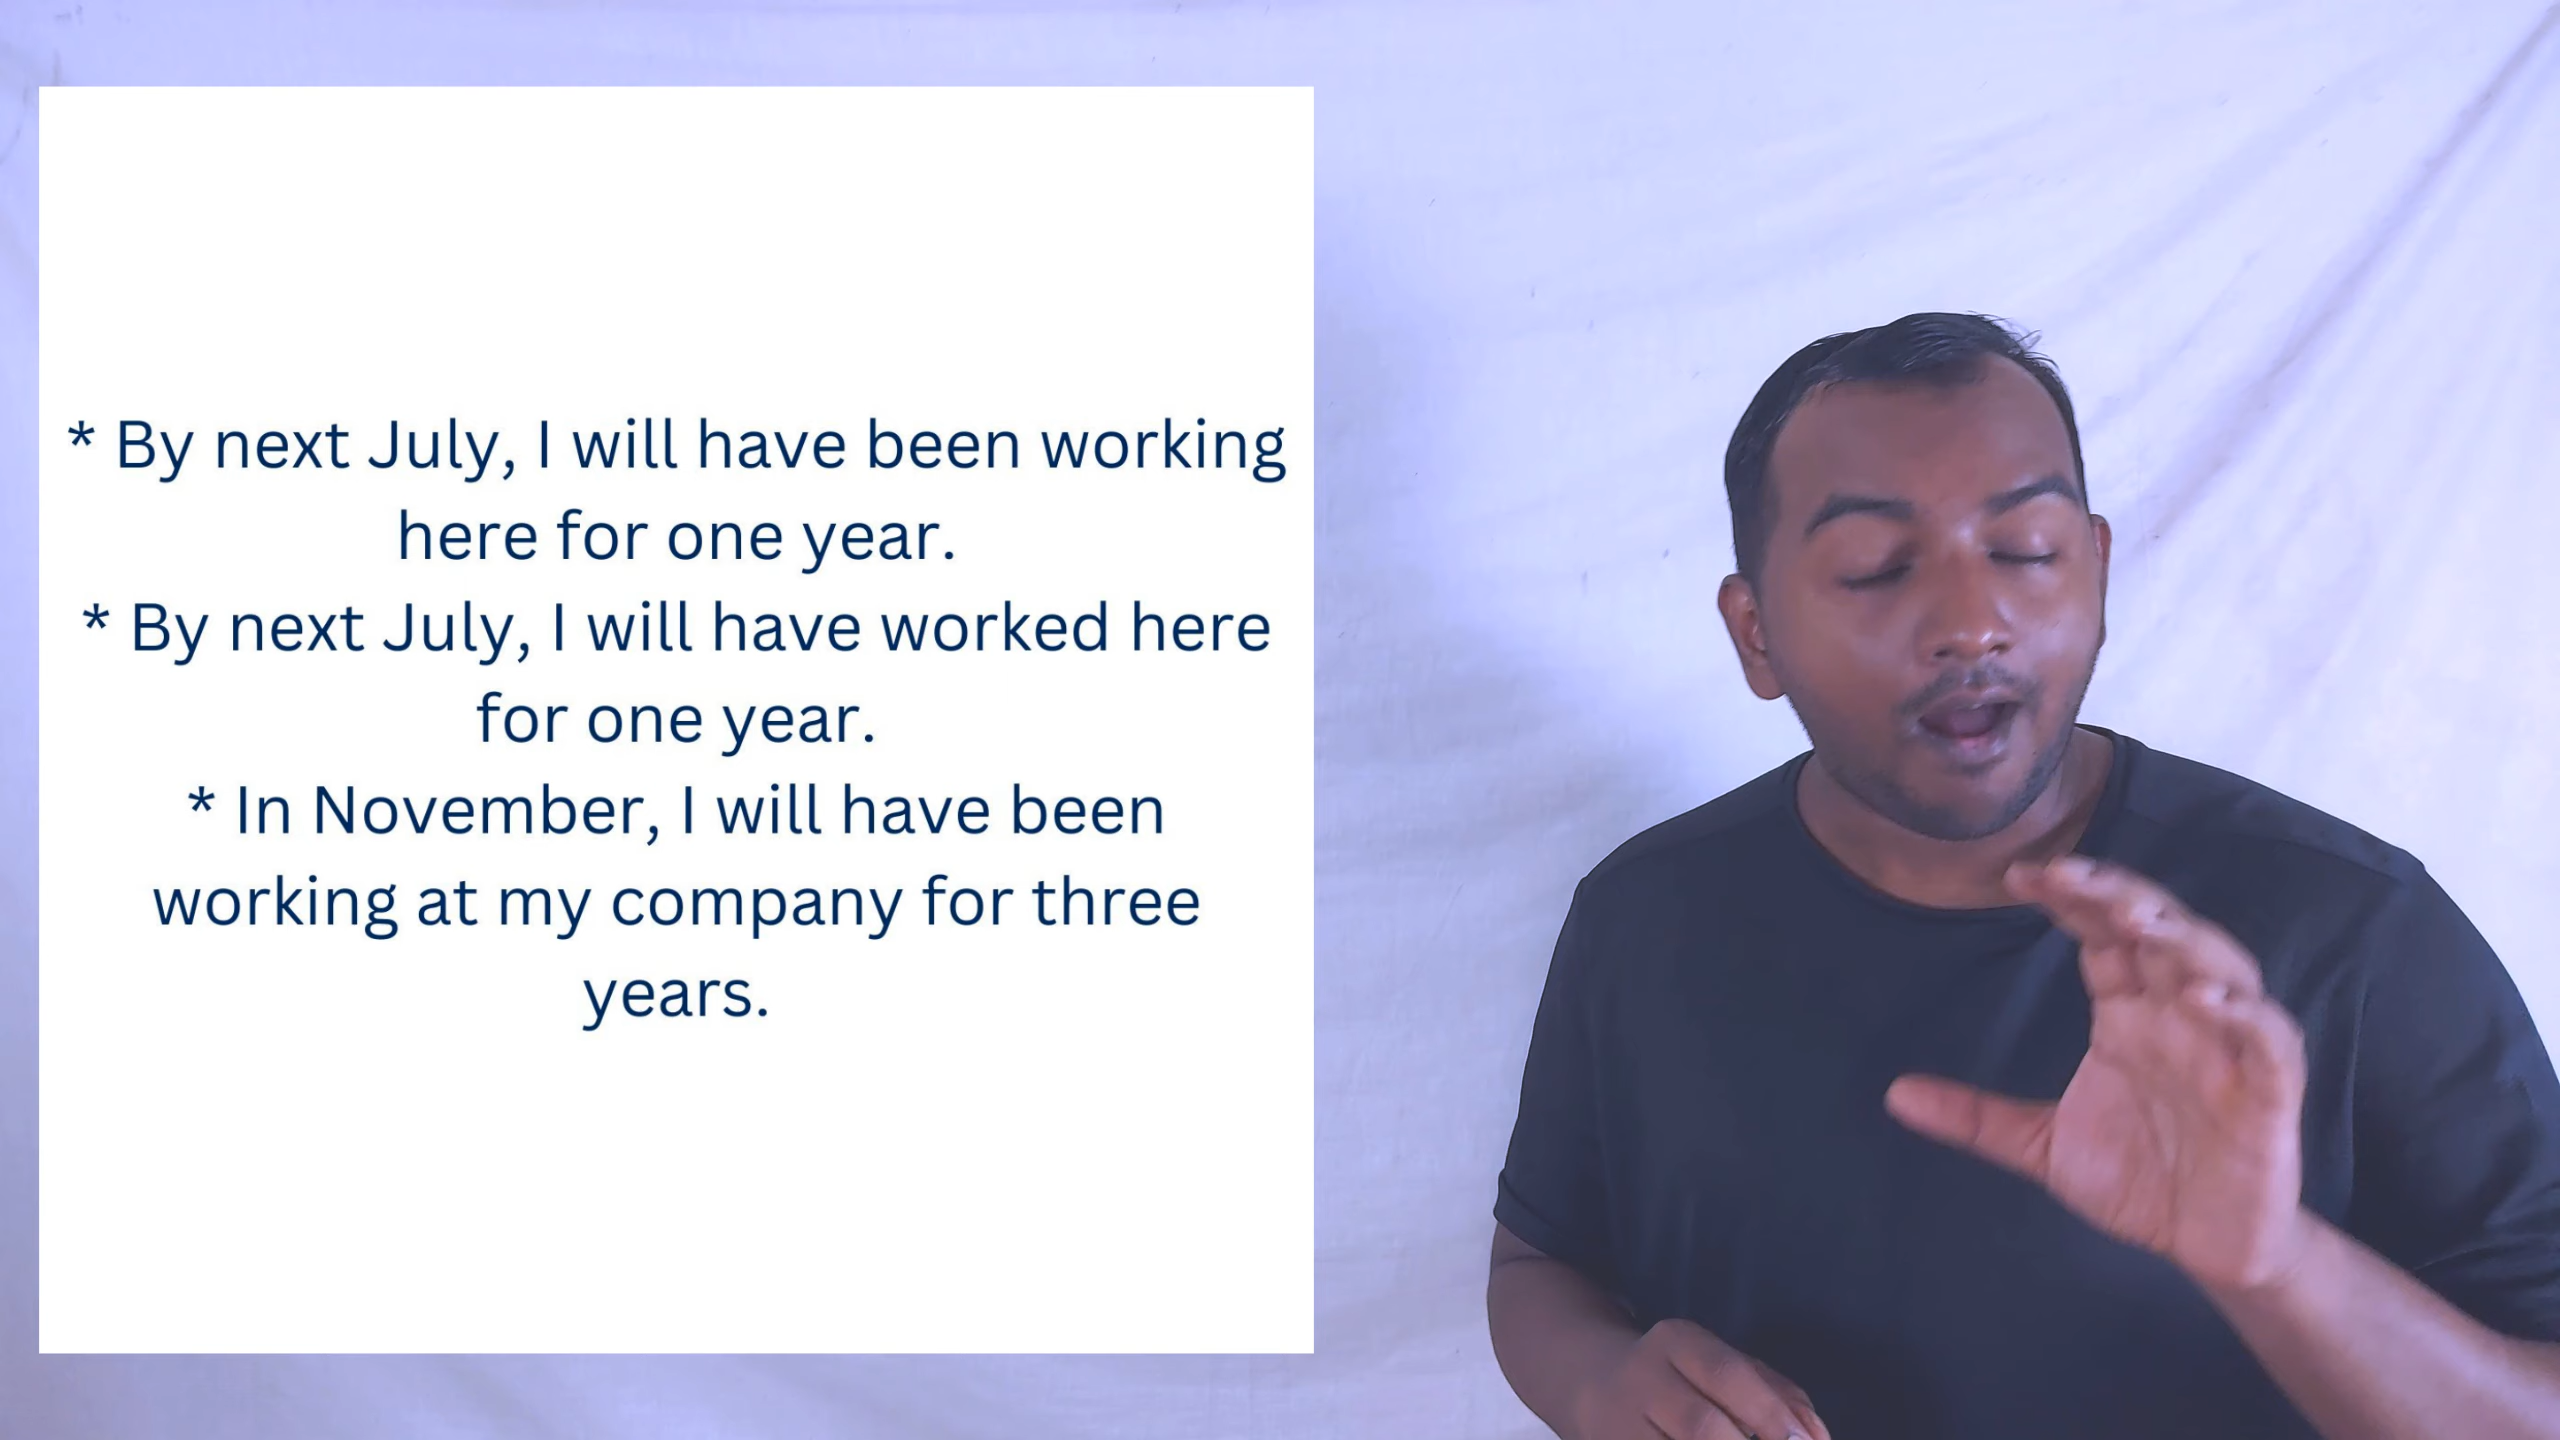 * By next July, I will have been working
here for one year.
* By next July, I will have worked here
for one year.
* In November, I will have been
working at my company for three
years.